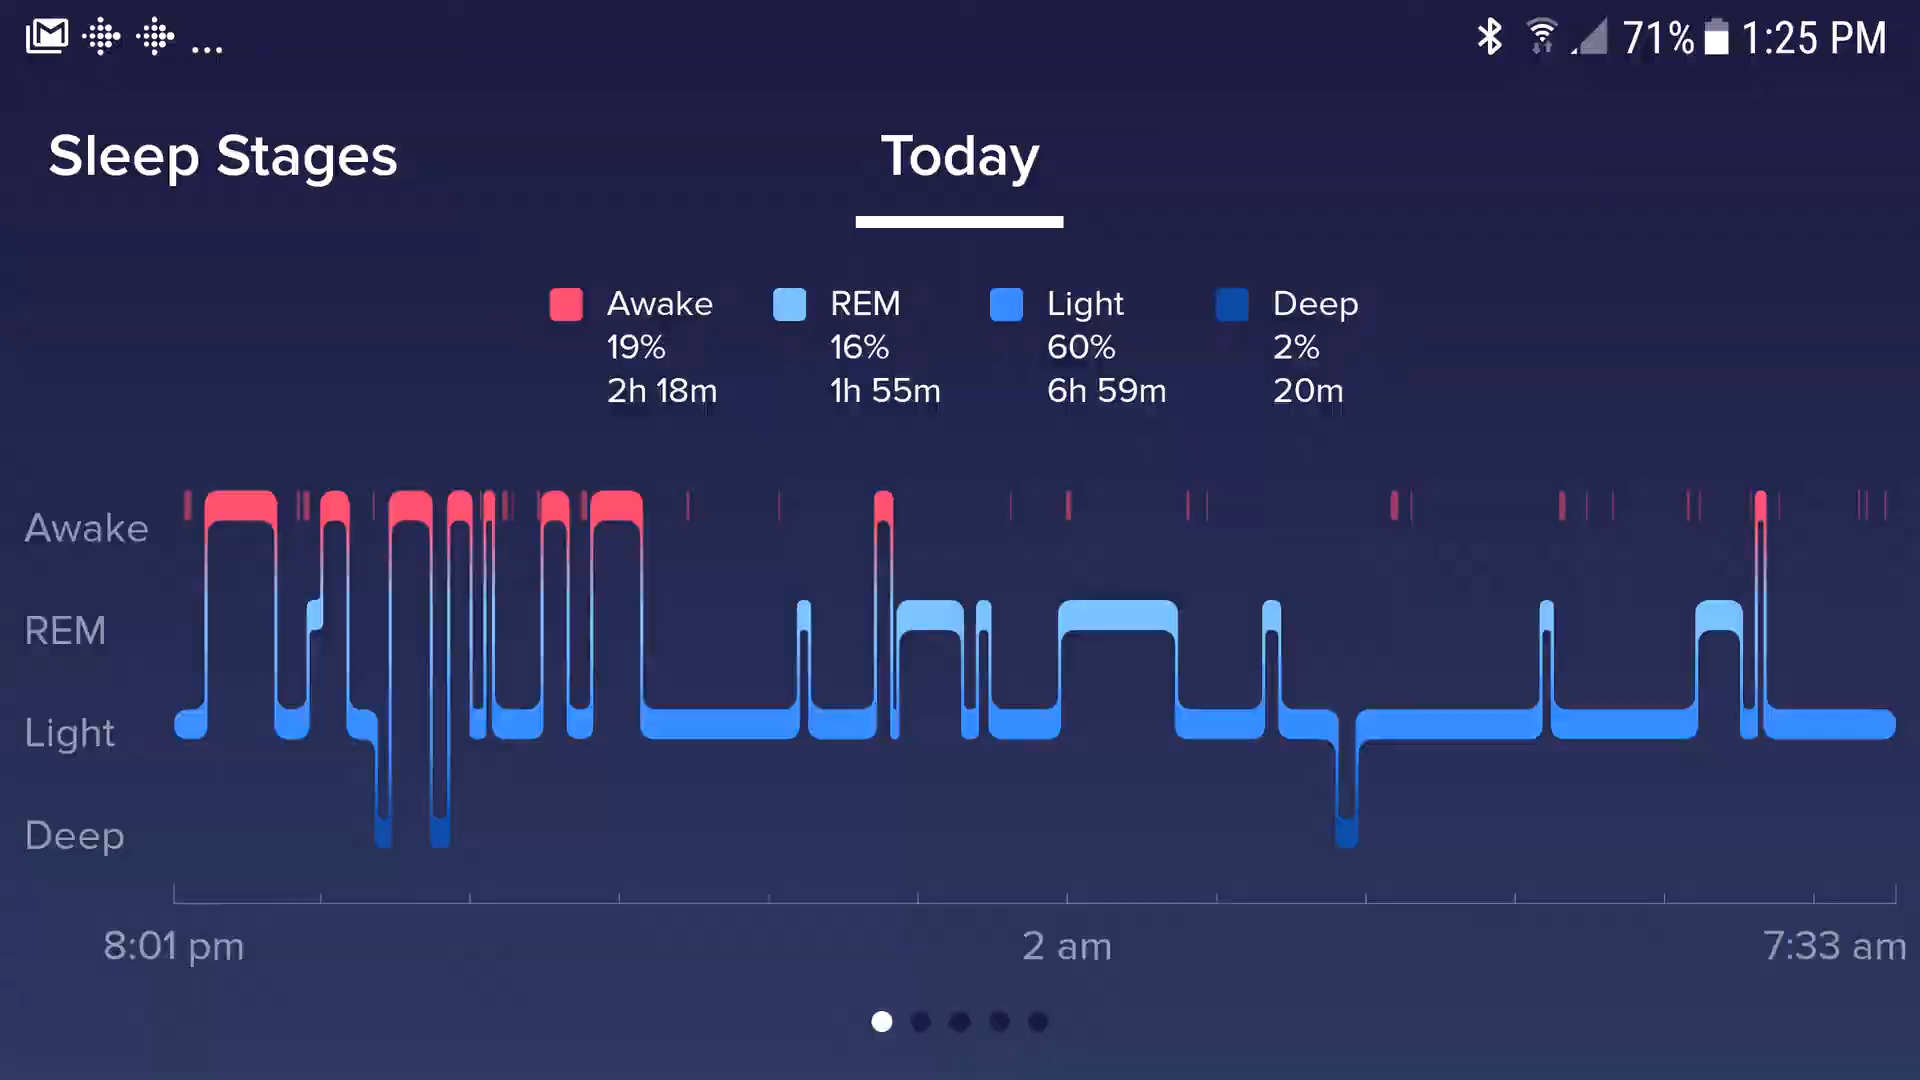 ... 71% 1:25 PM
Sleep Stages Today
Awake REM Light Deep
19% 16% 60% 2%
2h 18m 1h 55m 6h 59m 20m
Awake
REM
Light
Deep
8:01 pm 2 am 7:33 am